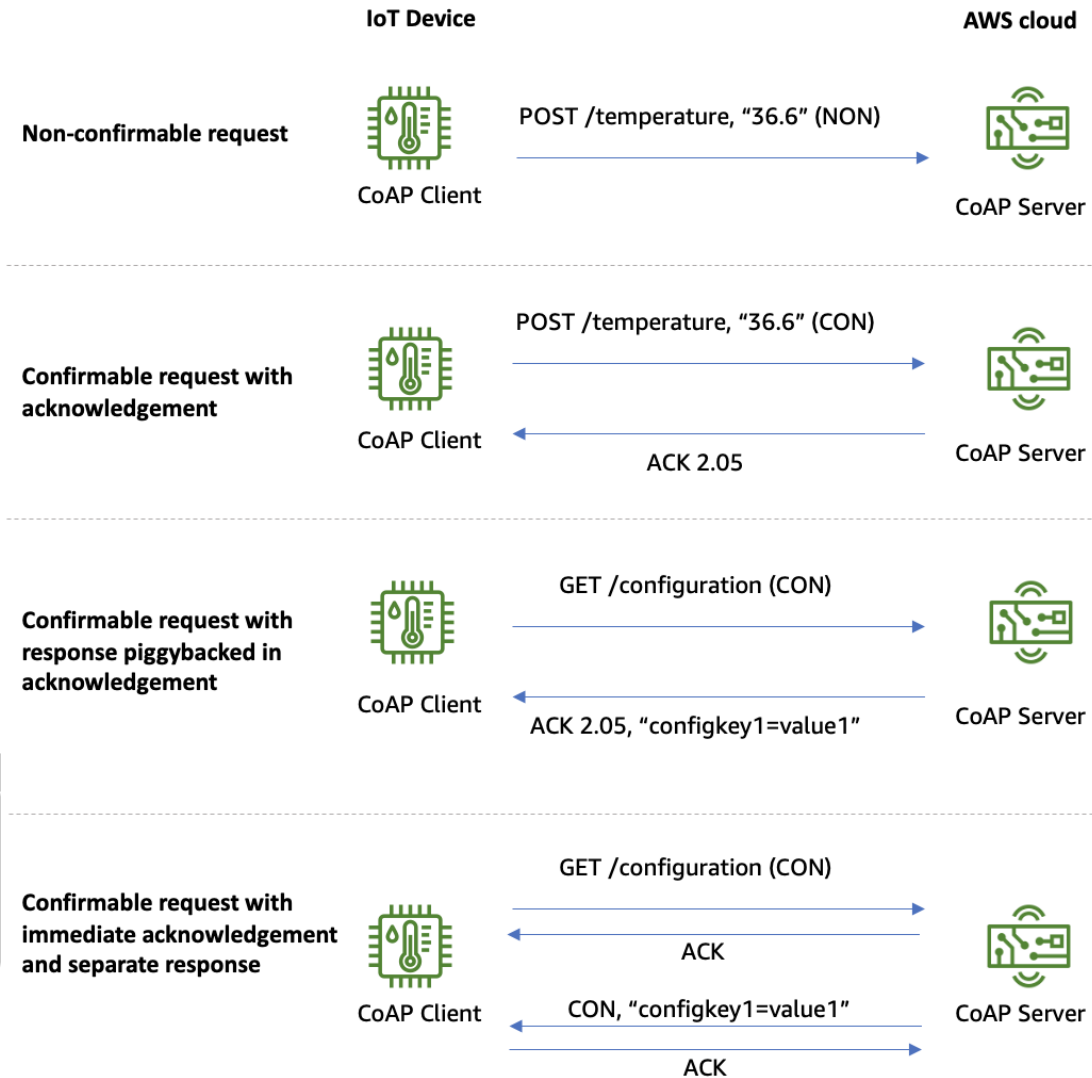 IoT Device
AWS cloud
Non-confirmable request
POST /temperature, “36.6” (NON)
CoAP Client
CoAP Server
Confirmable request with
acknowledgement
POST /temperature, “36.6” (CON)
ACK 2.05
CoAP Client
CoAP Server
Confirmable request with
response piggybacked in
acknowledgement
GET /configuration (CON)
ACK 2.05, “configkey1=value1”
CoAP Client
CoAP Server
Confirmable request with
immediate acknowledgement
and separate response
GET /configuration (CON)
ACK
CON, “configkey1=value1”
ACK
CoAP Client
CoAP Server